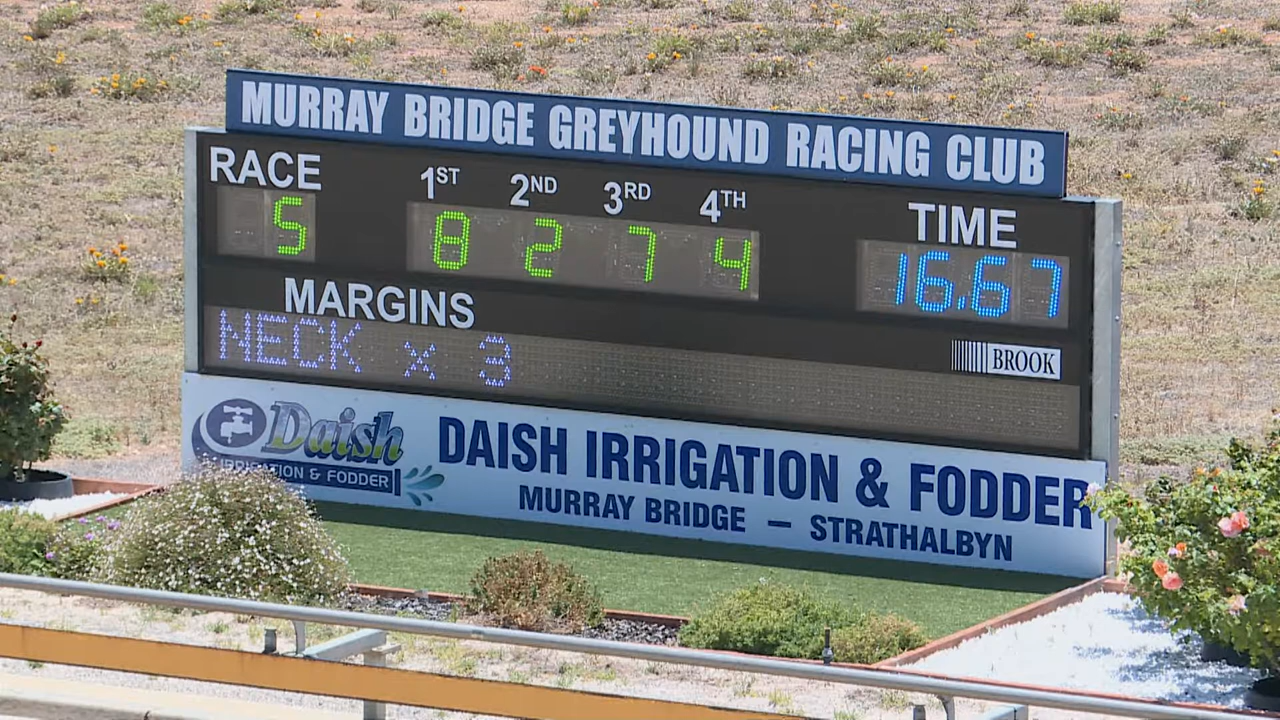 MURRAY BRIDGE GREYHOUND RACING CLUB
RACE 1ST 2ND 3RD 4TH TIME
5 8 2 7 4 16.67
MARGINS
NECK x 3
BROOK
Daish
IRRIGATION & FODDER
DAISH IRRIGATION & FODDER
MURRAY BRIDGE – STRATHALBYN